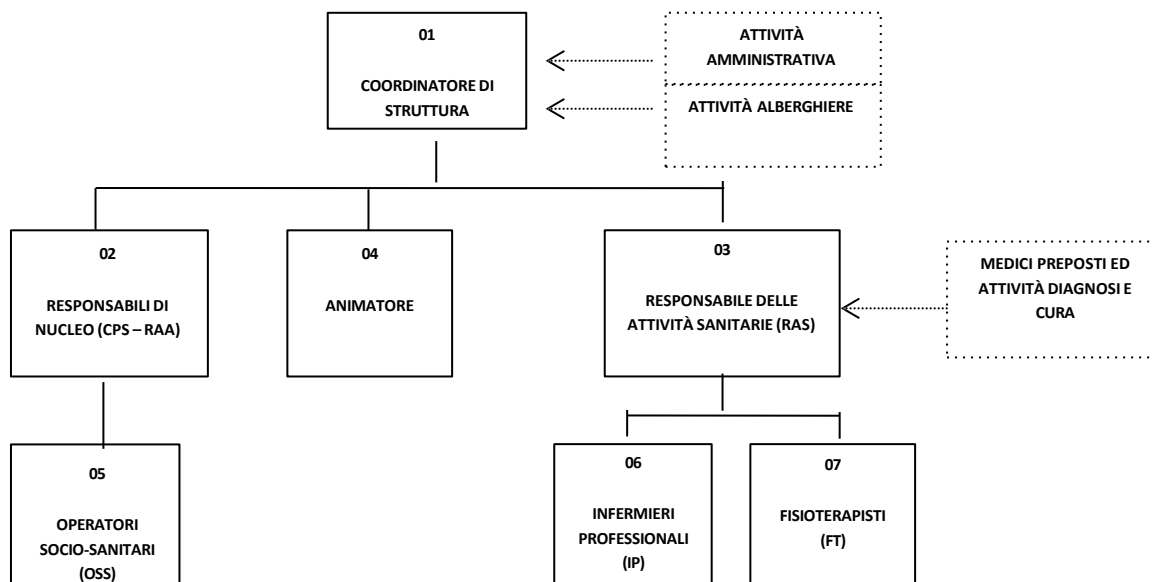 01
COORDINATORE DI
STRUTTURA
ATTIVITÀ
AMMINISTRATIVA
ATTIVITÀ ALBERGHIERE
02
RESPONSABILI DI
NUCLEO (CPS – RAA)
04
ANIMATORE
03
RESPONSABILE DELLE
ATTIVITÀ SANITARIE (RAS)
MEDICI PREPOSTI ED
ATTIVITÀ DIAGNOSI E
CURA
05
OPERATORI
SOCIO-SANITARI
(OSS)
06
INFERMIERI
PROFESSIONALI
(IP)
07
FISIOTERAPISTI
(FT)